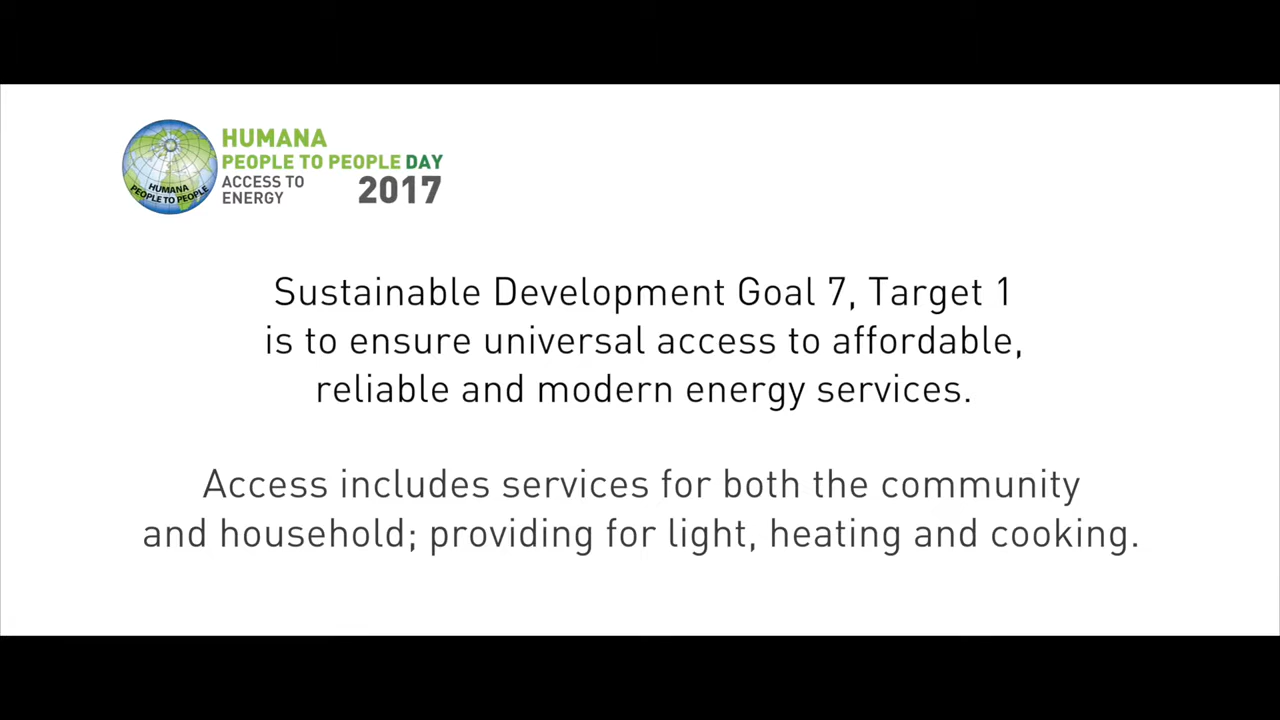 HUMANA
PEOPLE TO PEOPLE DAY
ACCESS TO
ENERGY
2017
HUMANA
PEOPLE TO PEOPLE
Sustainable Development Goal 7, Target 1
is to ensure universal access to affordable,
reliable and modern energy services.
Access includes services for both the community
and household; providing for light, heating and cooking.